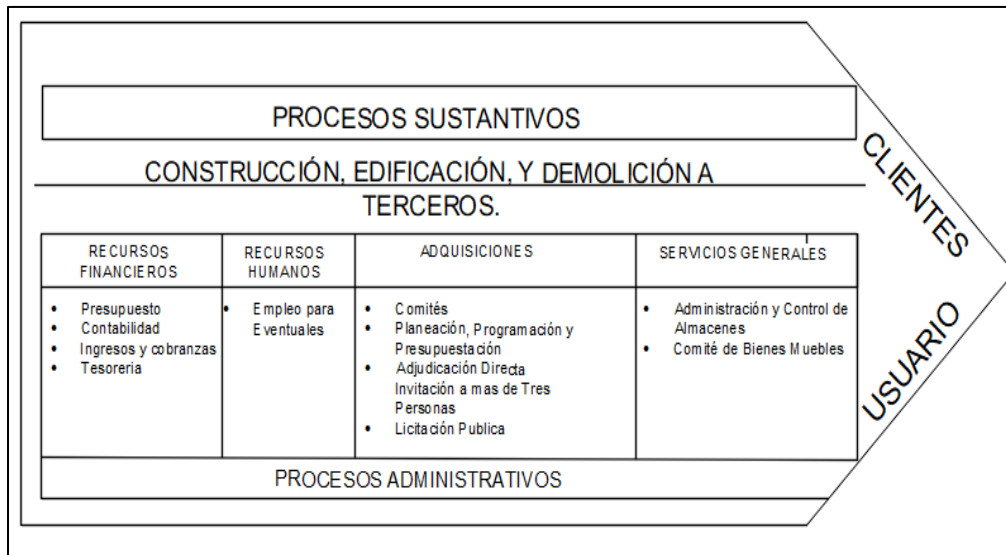 PROCESOS SUSTANTIVOS
CONSTRUCCIÓN, EDIFICACIÓN, Y DEMOLICIÓN A
TERCEROS.
RECURSOS
FINANCIEROS
• Presupuesto
• Contabilidad
• Ingresos y cobranzas
• Tesoreria
RECURSOS
HUMANOS
• Empleo para
Eventuales
ADQUISICIONES
• Comités
• Planeación, Programación y
Presupuestación
• Adjudicación Directa
Invitación a mas de Tres
Personas
• Licitación Publica
SERVICIOS GENERALES
• Administración y Control de
Almacenes
• Comité de Bienes Muebles
PROCESOS ADMINISTRATIVOS
CLIENTES
USUARIO